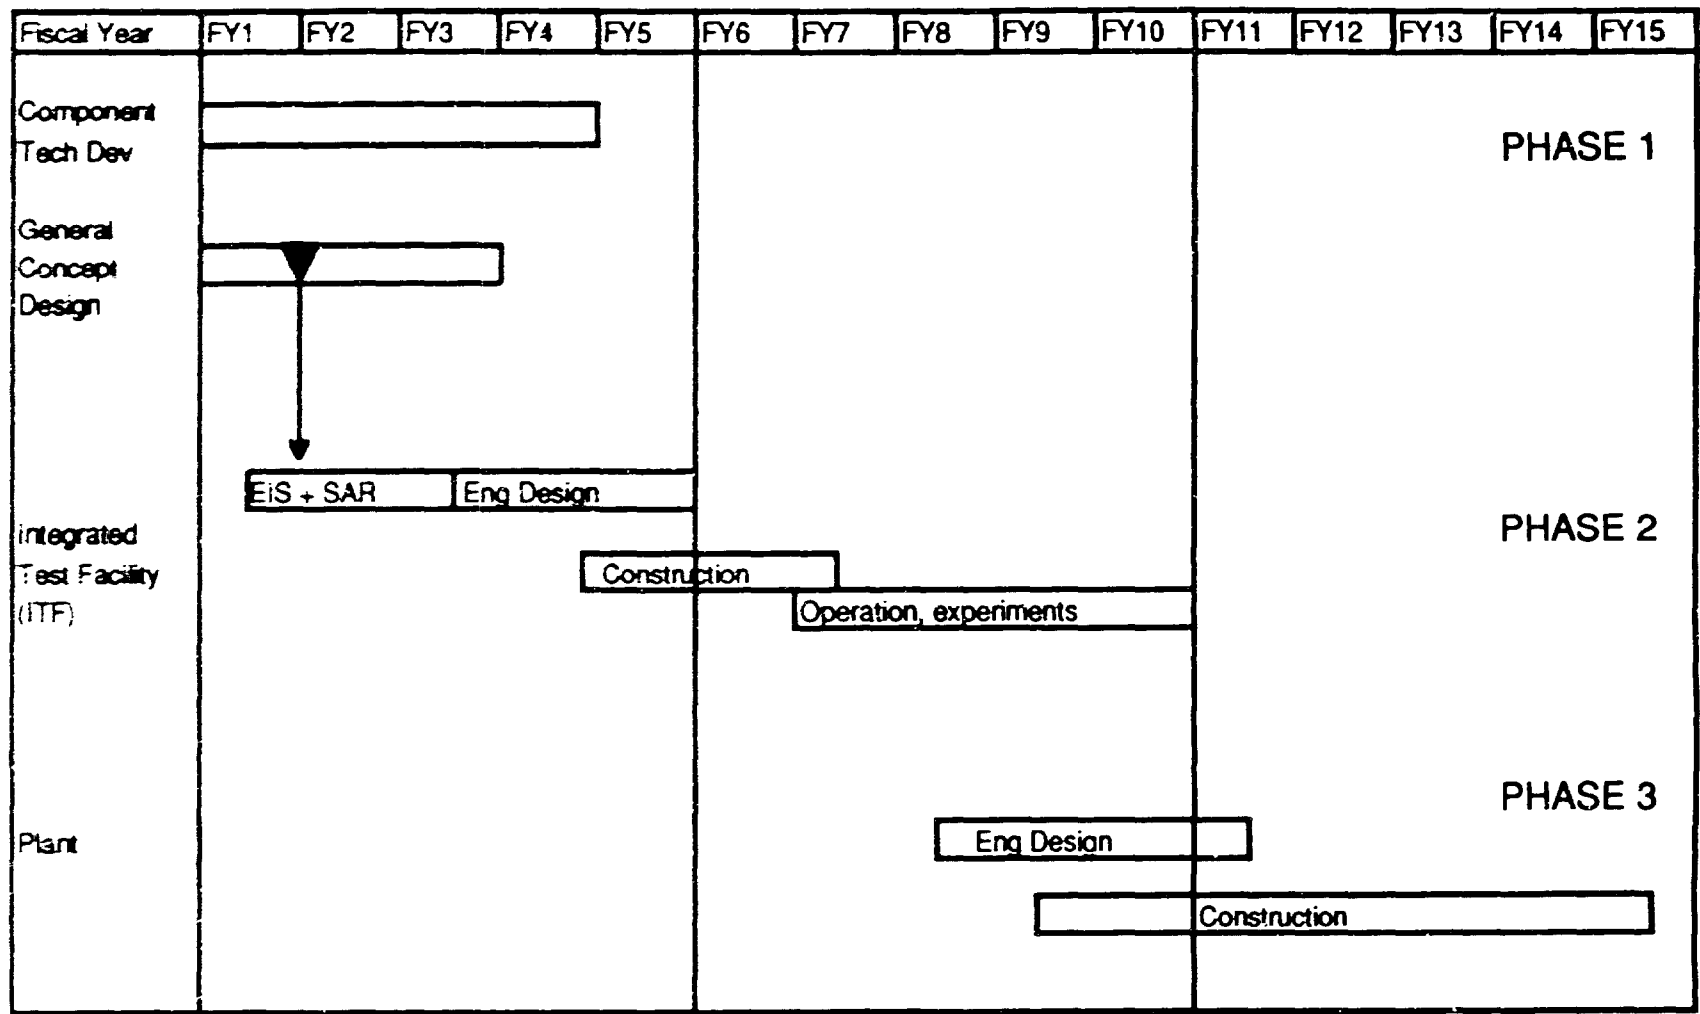 Fiscal Year FY1 FY2 FY3 FY4 FY5 FY6 FY7 FY8 FY9 FY10 FY11 FY12 FY13 FY14 FY15
Component
Tech Dev
PHASE 1
General
Concept
Design
EIS + SAR Eng Design
Integrated
Test Facility
(ITF)
PHASE 2
Construction
Operation, experiments
PHASE 3
Plant
Eng Design
Construction